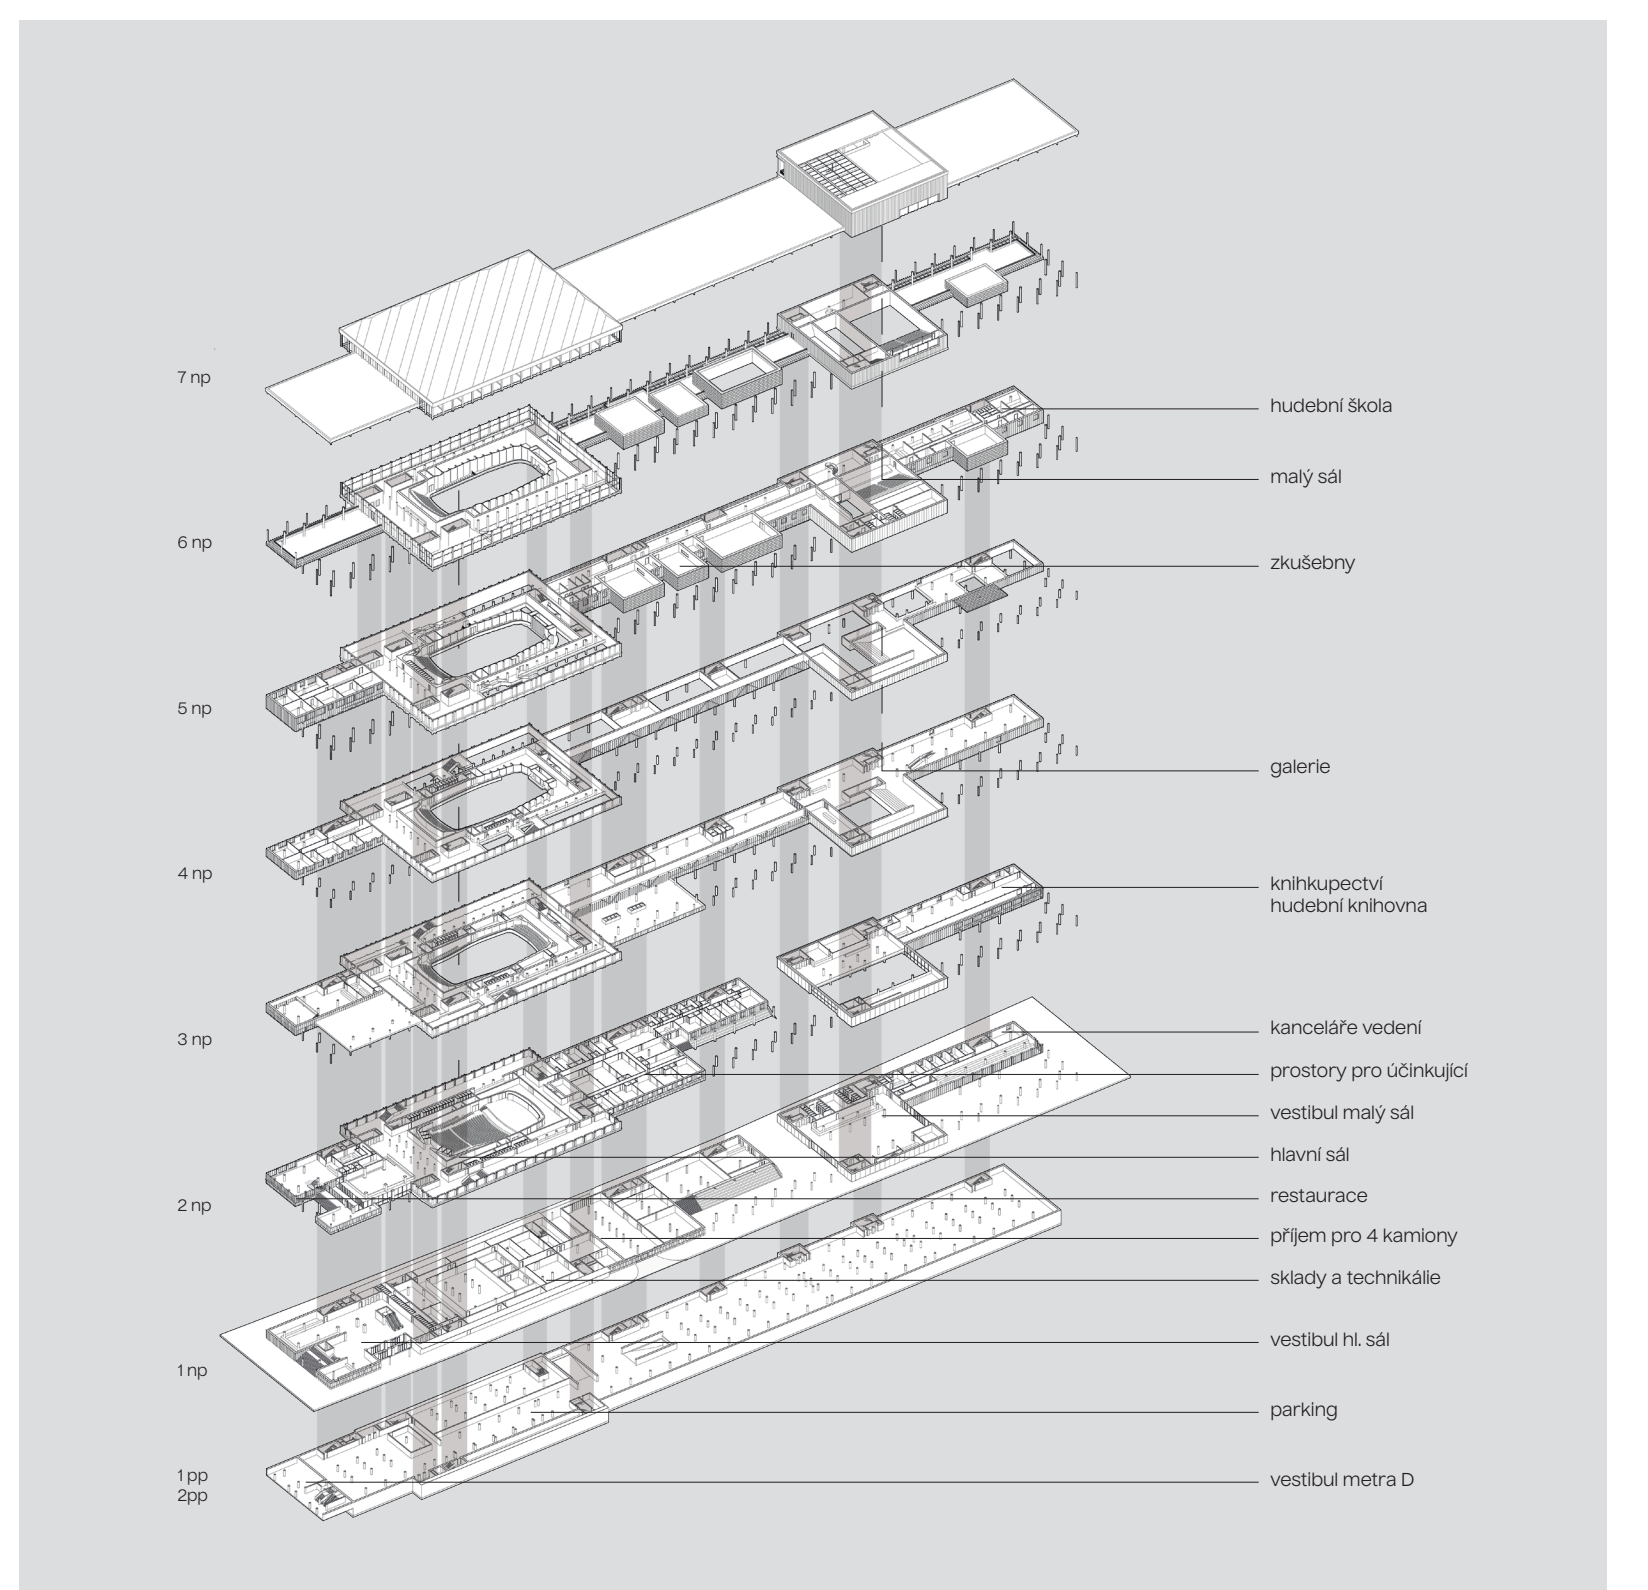 7 np
hudební škola
malý sál
6 np
zkušebny
5 np
galerie
4 np
knihkupectví
hudební knihovna
3 np
kanceláře vedení
prostory pro účinkující
vestibul malý sál
hlavní sál
restaurace
2 np
příjem pro 4 kamiony
sklady a technikálie
vestibul hl. sál
1 np
parking
1 pp
vestibul metra D
2pp